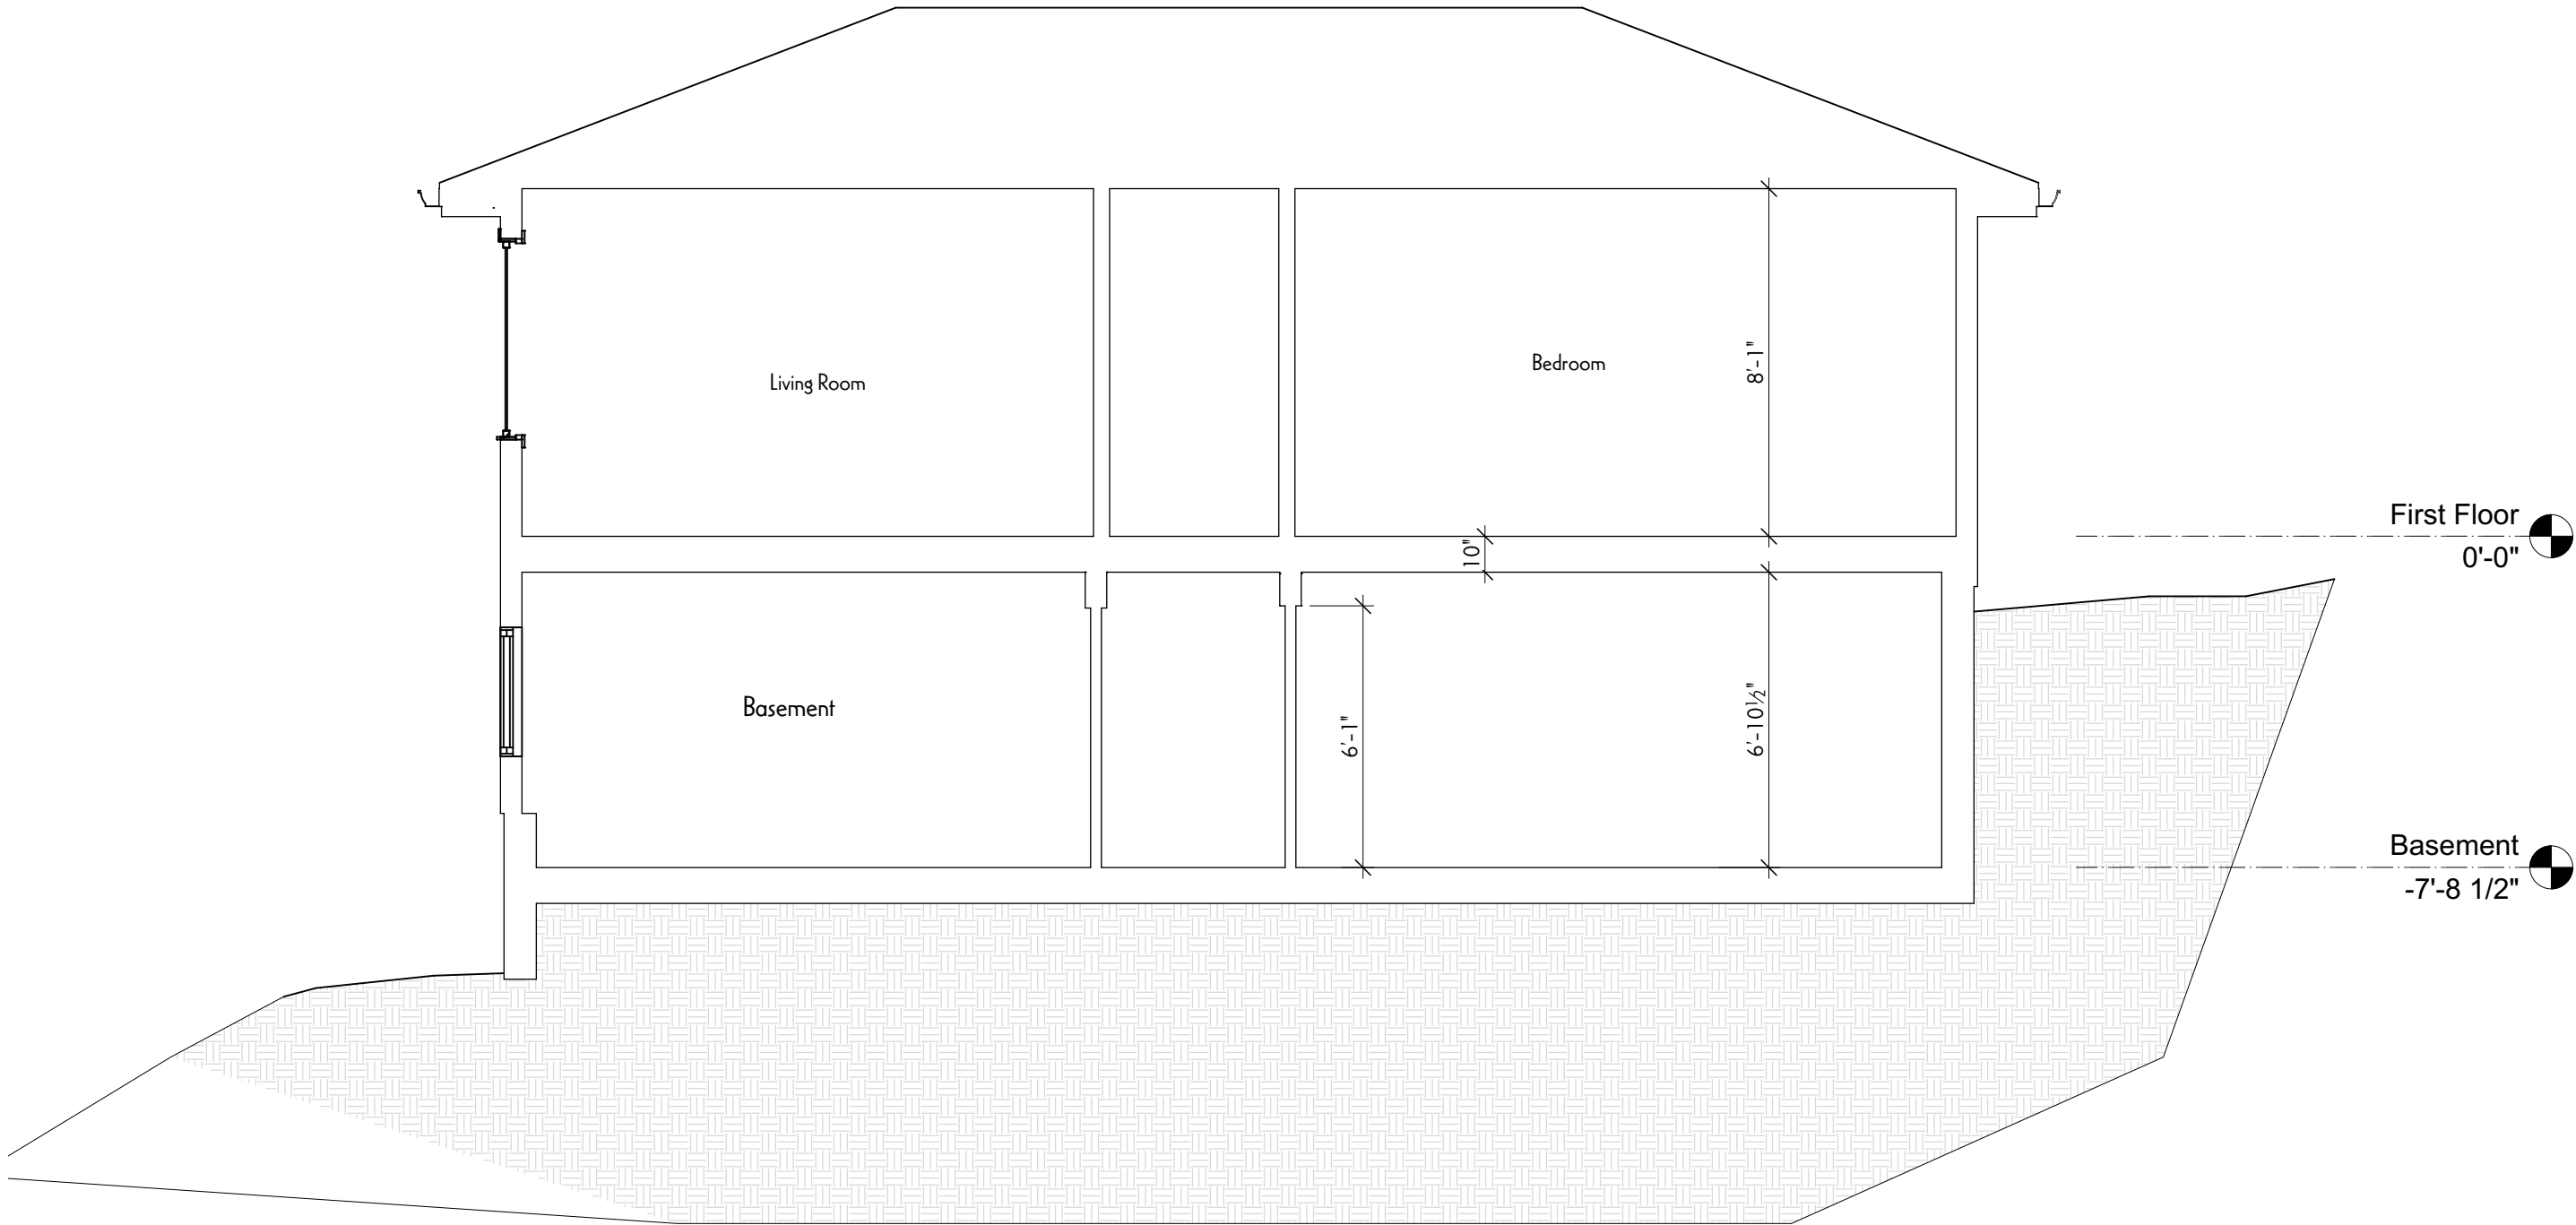 Living Room
Bedroom
8'-1"
First Floor
0'-0"
10"
Basement
6'-1"
6'-10½"
Basement
-7'-8 1/2"